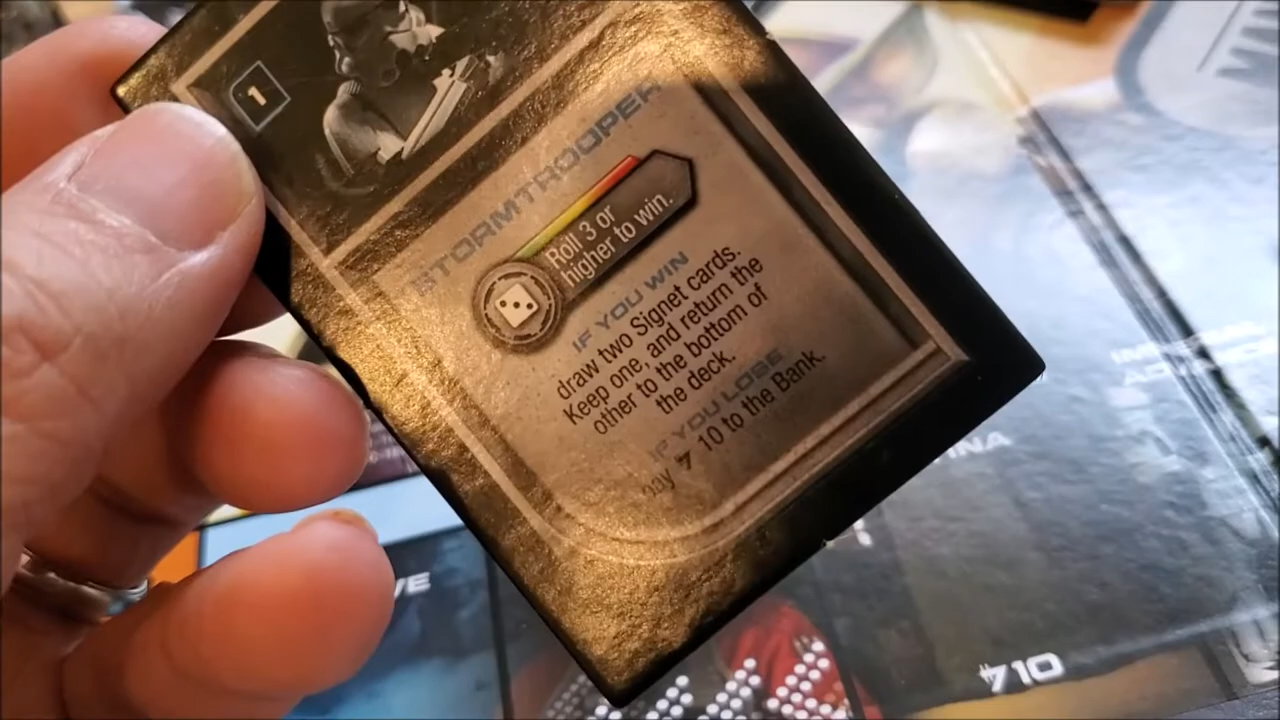 1
STORMTROOPER
Roll 3 or
higher to win.
IF YOU WIN
draw two Signet cards.
Keep one, and return the
other to the bottom of
the deck.
IF YOU LOSE
pay 10 to the Bank.
10